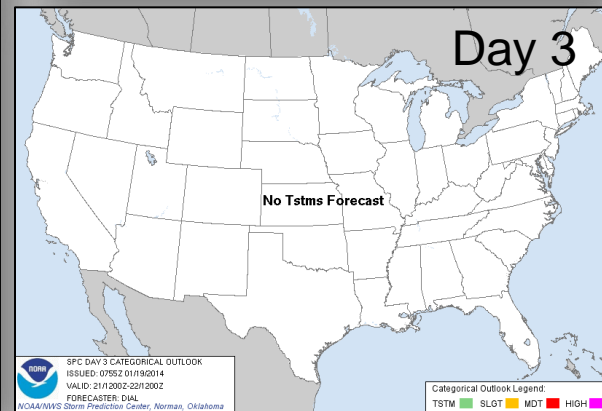 Day 3
No Tstms Forecast
NOAA
SPC DAY 3 CATEGORICAL OUTLOOK
ISSUED: 0755Z 01/19/2014
VALID: 21/1200Z-22/1200Z
FORECASTER: DIAL
NOAA/NWS Storm Prediction Center, Norman, Oklahoma
Categorical Outlook Legend:
TSTM SLGT MDT HIGH